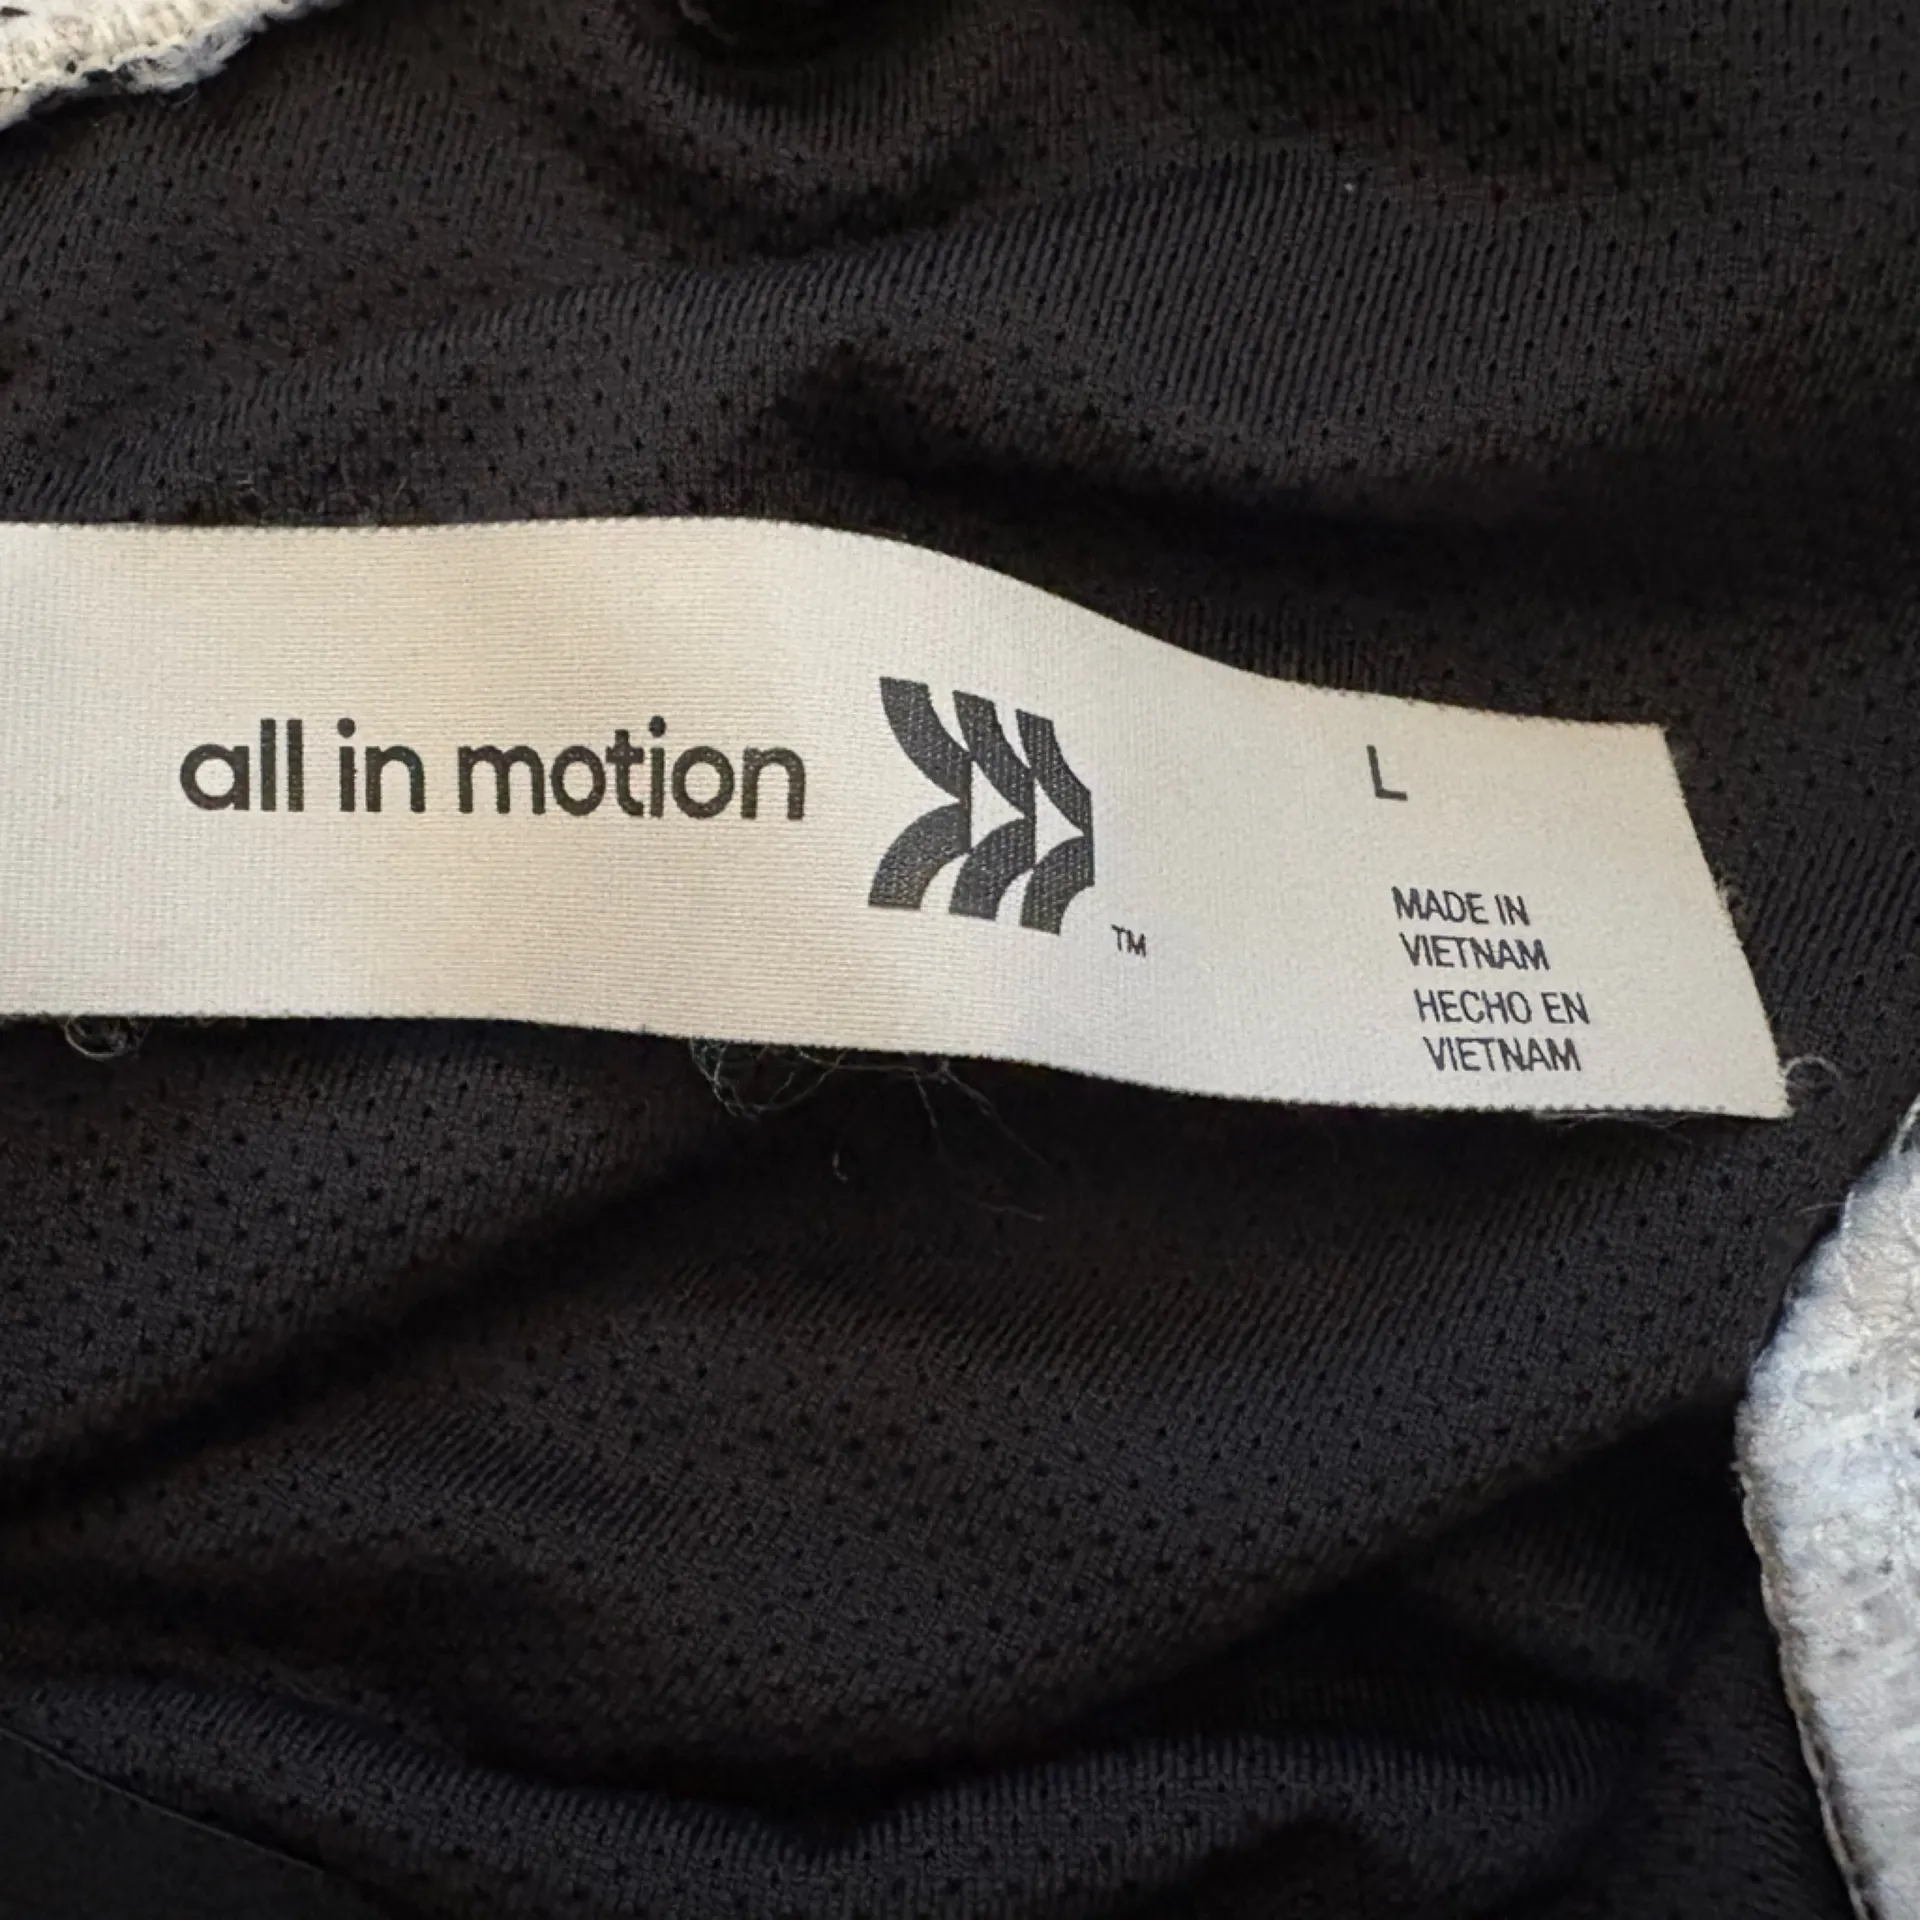 all in motion
TM
L
MADE IN
VIETNAM
HECHO EN
VIETNAM